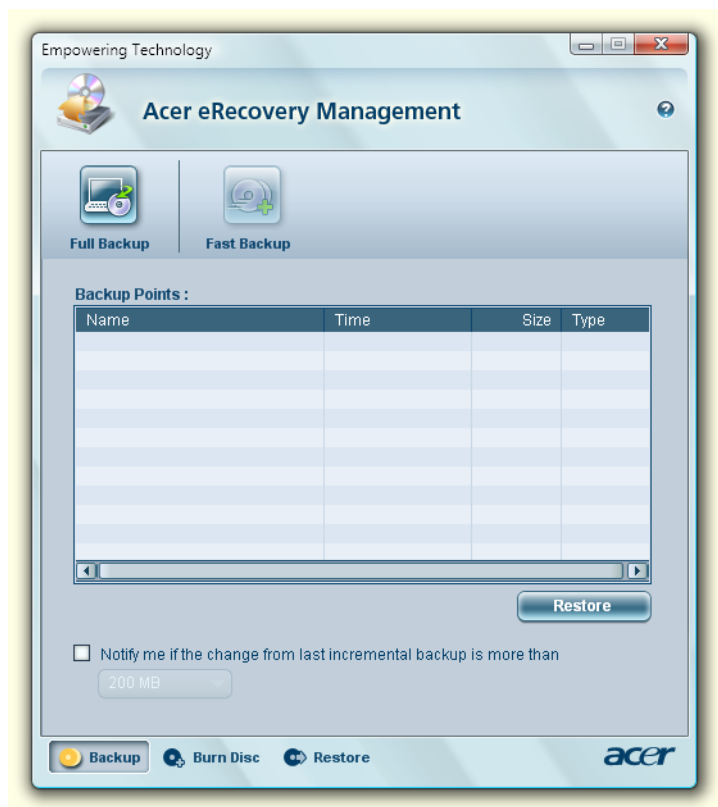 Empowering Technology
Acer eRecovery Management
Full Backup
Fast Backup
Backup Points :
Name Time Size Type
Restore
Notify me if the change from last incremental backup is more than
200 MB
Backup Burn Disc Restore acer